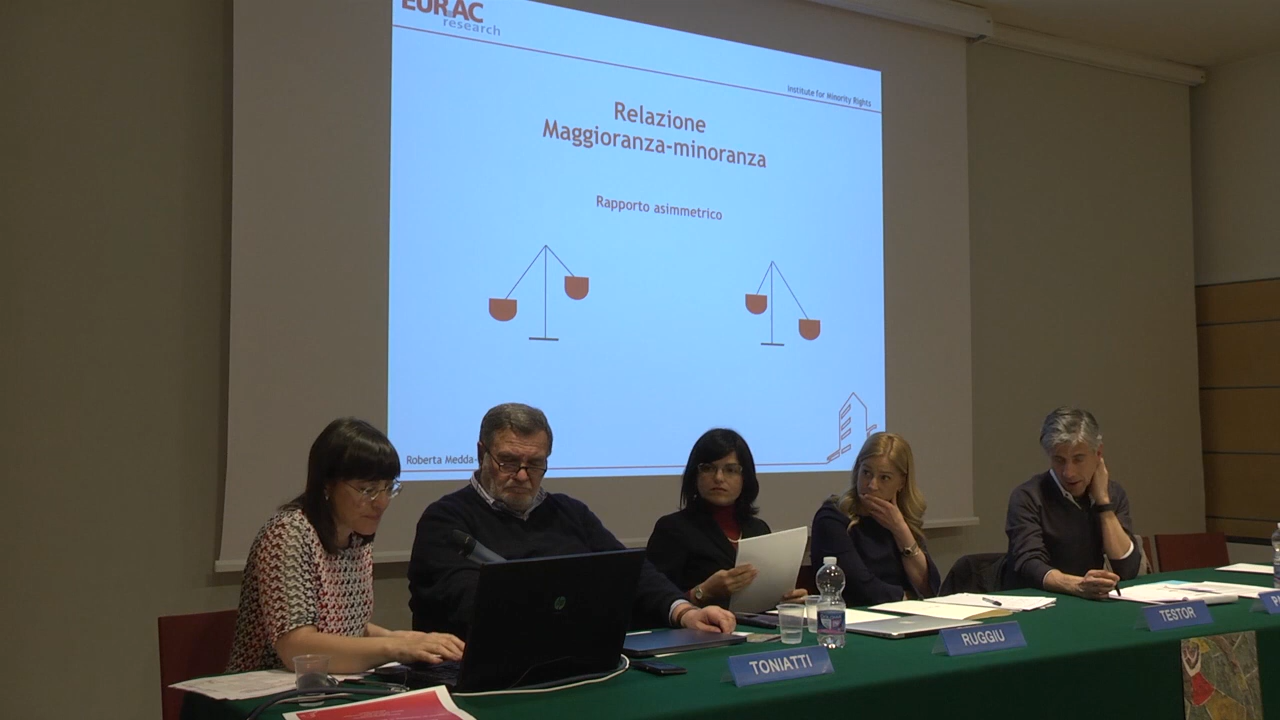 EURAC
research
Institute for Minority Rights
Relazione
Maggioranza-minoranza
Rapporto asimmetrico
Roberta Medda-
TONIATTI
RUGGIU
TESTOR